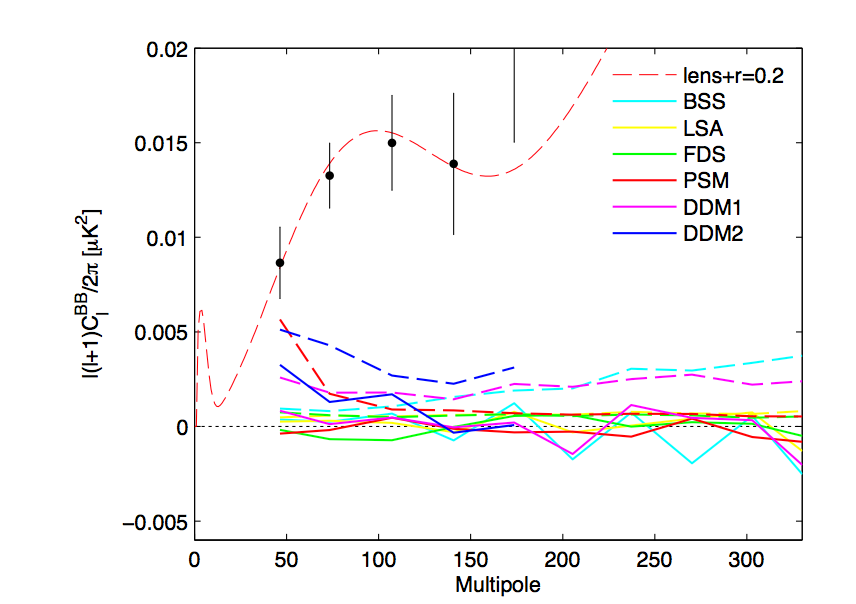 0.02
0.015
0.01
0.005
0
−0.005
l(l+1)C_l^BB/2π [μK²]
0 50 100 150 200 250 300
Multipole
lens+r=0.2
BSS
LSA
FDS
PSM
DDM1
DDM2